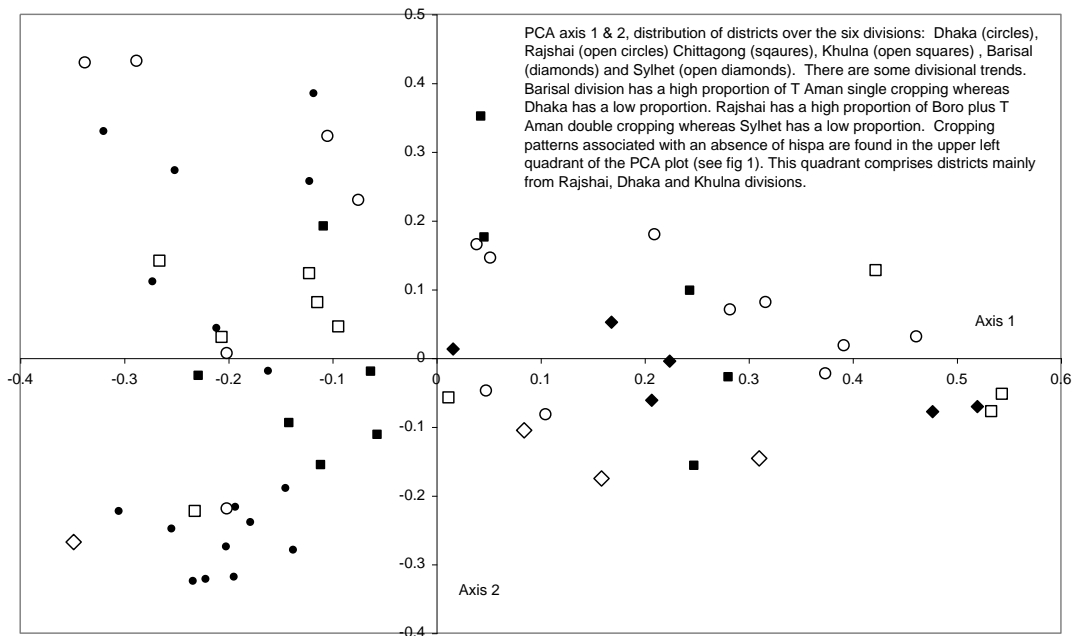 0.5
PCA axis 1 & 2, distribution of districts over the six divisions:  Dhaka (circles),
Rajshai (open circles) Chittagong (sqaures), Khulna (open squares) , Barisal
(diamonds) and Sylhet (open diamonds).  There are some divisional trends.
Barisal division has a high proportion of T Aman single cropping whereas
Dhaka has a low proportion. Rajshai has a high proportion of Boro plus T
Aman double cropping whereas Sylhet has a low proportion.  Cropping
patterns associated with an absence of hispa are found in the upper left
quadrant of the PCA plot (see fig 1). This quadrant comprises districts mainly
from Rajshai, Dhaka and Khulna divisions.
0.4
0.3
0.2
0.1
Axis 1
0
-0.4 -0.3 -0.2 -0.1 0 0.1 0.2 0.3 0.4 0.5 0.6
-0.1
-0.2
-0.3
Axis 2
-0.4